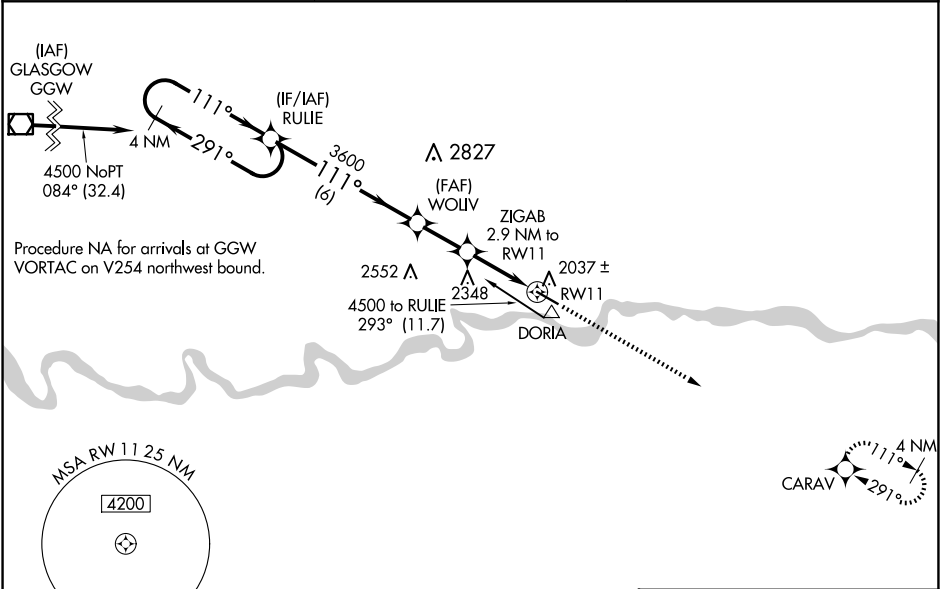 (IAF)
GLASGOW
GGW
4500 NoPT
084° (32.4)
4 NM
111°
291°
(IF/IAF)
RULIE
3600
111°
(6)
2827
(FAF)
WOLIV
ZIGAB
2.9 NM to
RW11
2552
2348
2037 ±
RW11
4500 to RULIE
293° (11.7)
DORIA
Procedure NA for arrivals at GGW
VORTAC on V254 northwest bound.
MSA RW 11 25 NM
4200
CARAV
111°
291°
4 NM